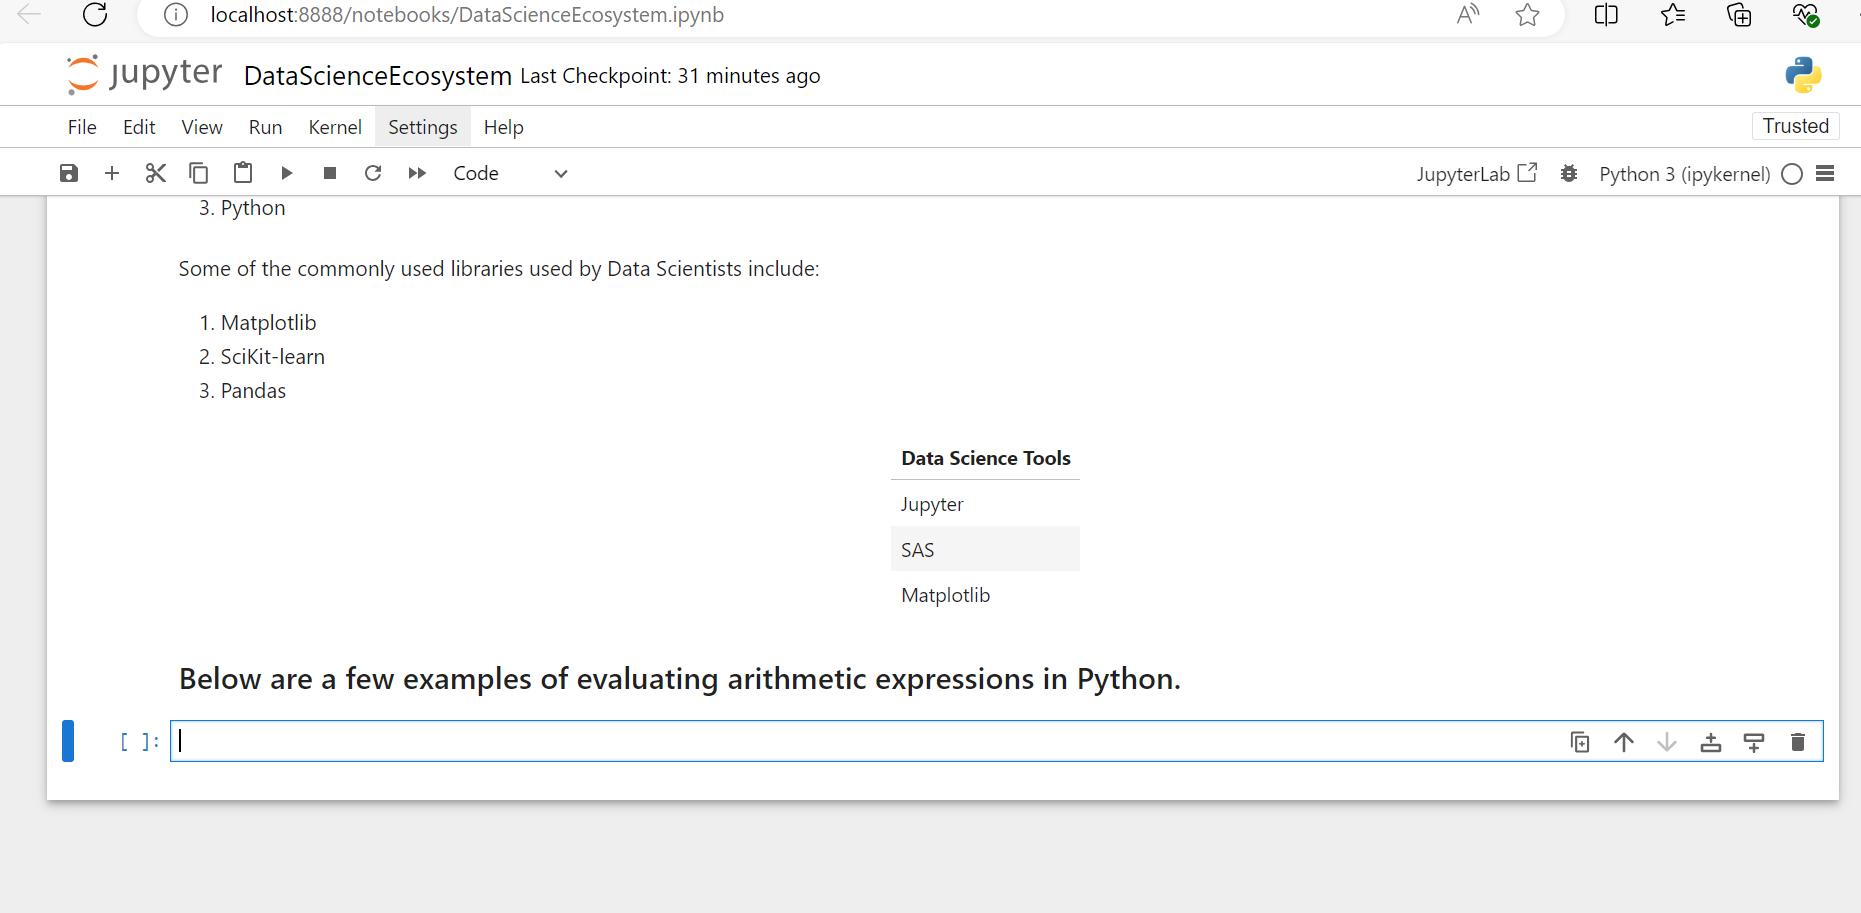 localhost:8888/notebooks/DataScienceEcosystem.ipynb
jupyter DataScienceEcosystem Last Checkpoint: 31 minutes ago
File Edit View Run Kernel Settings Help Trusted
Code JupyterLab Python 3 (ipykernel)
3. Python
Some of the commonly used libraries used by Data Scientists include:
1. Matplotlib
2. SciKit-learn
3. Pandas
Data Science Tools
Jupyter
SAS
Matplotlib
Below are a few examples of evaluating arithmetic expressions in Python.
[ ]: